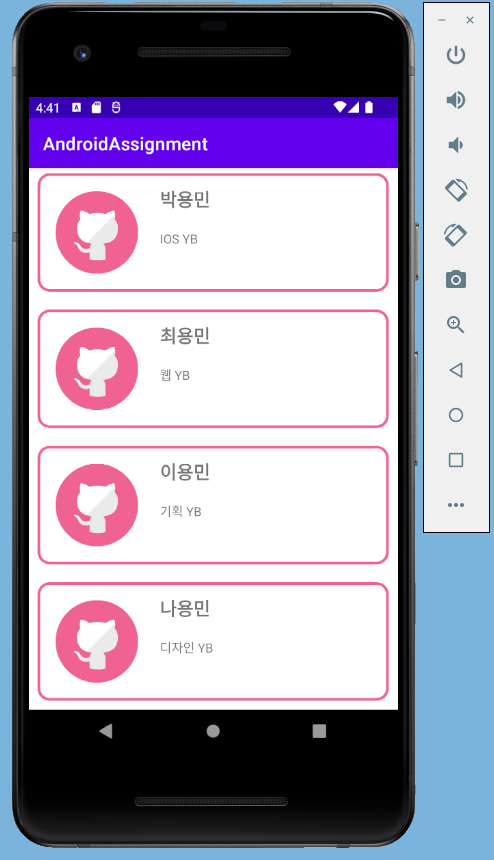 4:41
AndroidAssignment
박용민
IOS YB
최용민
웹 YB
이용민
기획 YB
나용민
디자인 YB